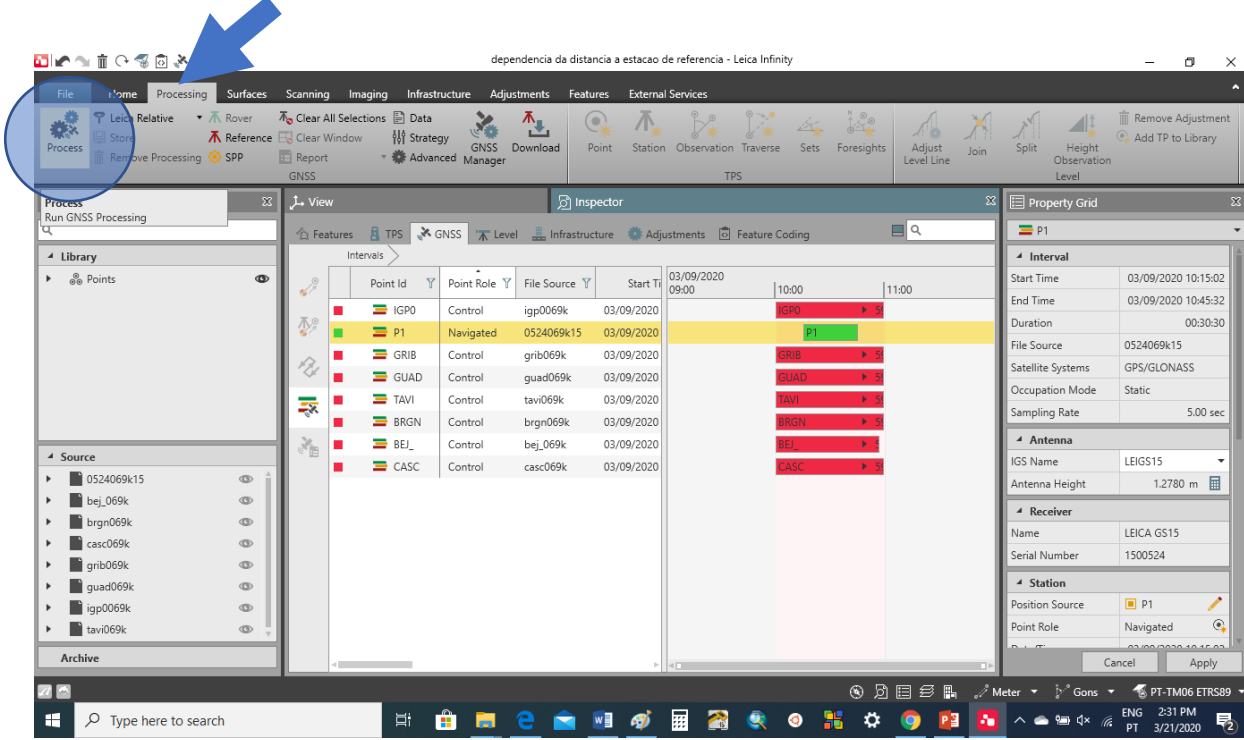 dependencia da distancia a estacao de referencia - Leica Infinity
File Home Processing Surfaces Scanning Imaging Infrastructure Adjustments Features External Services
Process
Leica Relative
Store
Remove Processing
Rover
Reference
SPP
Clear All Selections
Clear Window
Report
Data
Strategy
Advanced
GNSS Manager
Download
GNSS
Point Station Observation Traverse Sets Foresights
TPS
Adjust Level Line
Join
Split
Height Observation
Remove Adjustment
Add TP to Library
Level
Process
Run GNSS Processing
Library
Points
Source
0524069k15
bej_069k
brgn069k
casc069k
grib069k
guad069k
igp0069k
tavi069k
Archive
View
Inspector
Features TPS GNSS Level Infrastructure Adjustments Feature Coding
Intervals
Point Id Point Role File Source Start Ti 03/09/2020
09:00 10:00 11:00
IGP0 Control igp0069k 03/09/2020 IGP0 5
P1 Navigated 0524069k15 03/09/2020 P1
GRIB Control grib069k 03/09/2020 GRIB 5
GUAD Control guad069k 03/09/2020 GUAD 5
TAVI Control tavi069k 03/09/2020 TAVI 5
BRGN Control brgn069k 03/09/2020 BRGN 5
BEJ_ Control bej_069k 03/09/2020 BEJ_ 5
CASC Control casc069k 03/09/2020 CASC 5
Property Grid
P1
Interval
Start Time 03/09/2020 10:15:02
End Time 03/09/2020 10:45:32
Duration 00:30:30
File Source 0524069k15
Satellite Systems GPS/GLONASS
Occupation Mode Static
Sampling Rate 5.00 sec
Antenna
IGS Name LEIGS15
Antenna Height 1.2780 m
Receiver
Name LEICA GS15
Serial Number 1500524
Station
Position Source P1
Point Role Navigated
Cancel Apply
Meter Gons PT-TM06 ETRS89
Type here to search
ENG 2:31 PM
PT 3/21/2020
2